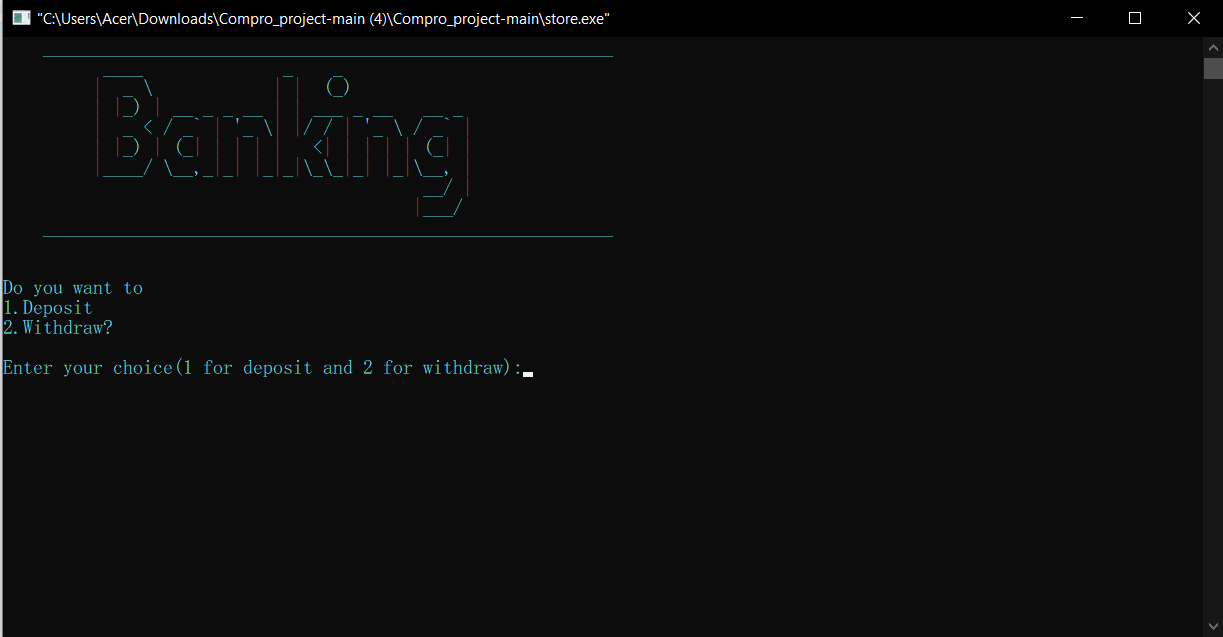 "C:\Users\Acer\Downloads\Compro_project-main (4)\Compro_project-main\store.exe"
Banking
Do you want to
1.Deposit
2.Withdraw?
Enter your choice(1 for deposit and 2 for withdraw):